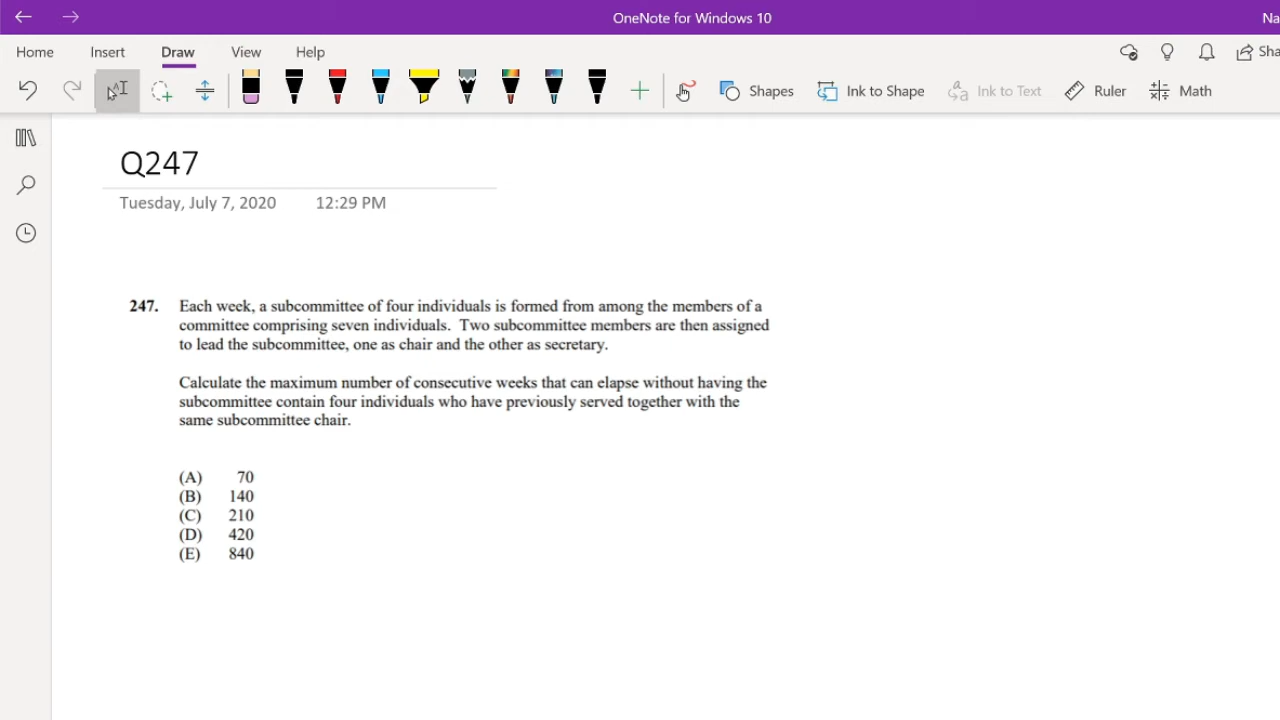 OneNote for Windows 10
Na
Home Insert Draw View Help
Sha
Shapes Ink to Shape Ink to Text Ruler Math
Q247
Tuesday, July 7, 2020 12:29 PM
247. Each week, a subcommittee of four individuals is formed from among the members of a
committee comprising seven individuals. Two subcommittee members are then assigned
to lead the subcommittee, one as chair and the other as secretary.
Calculate the maximum number of consecutive weeks that can elapse without having the
subcommittee contain four individuals who have previously served together with the
same subcommittee chair.
(A) 70
(B) 140
(C) 210
(D) 420
(E) 840